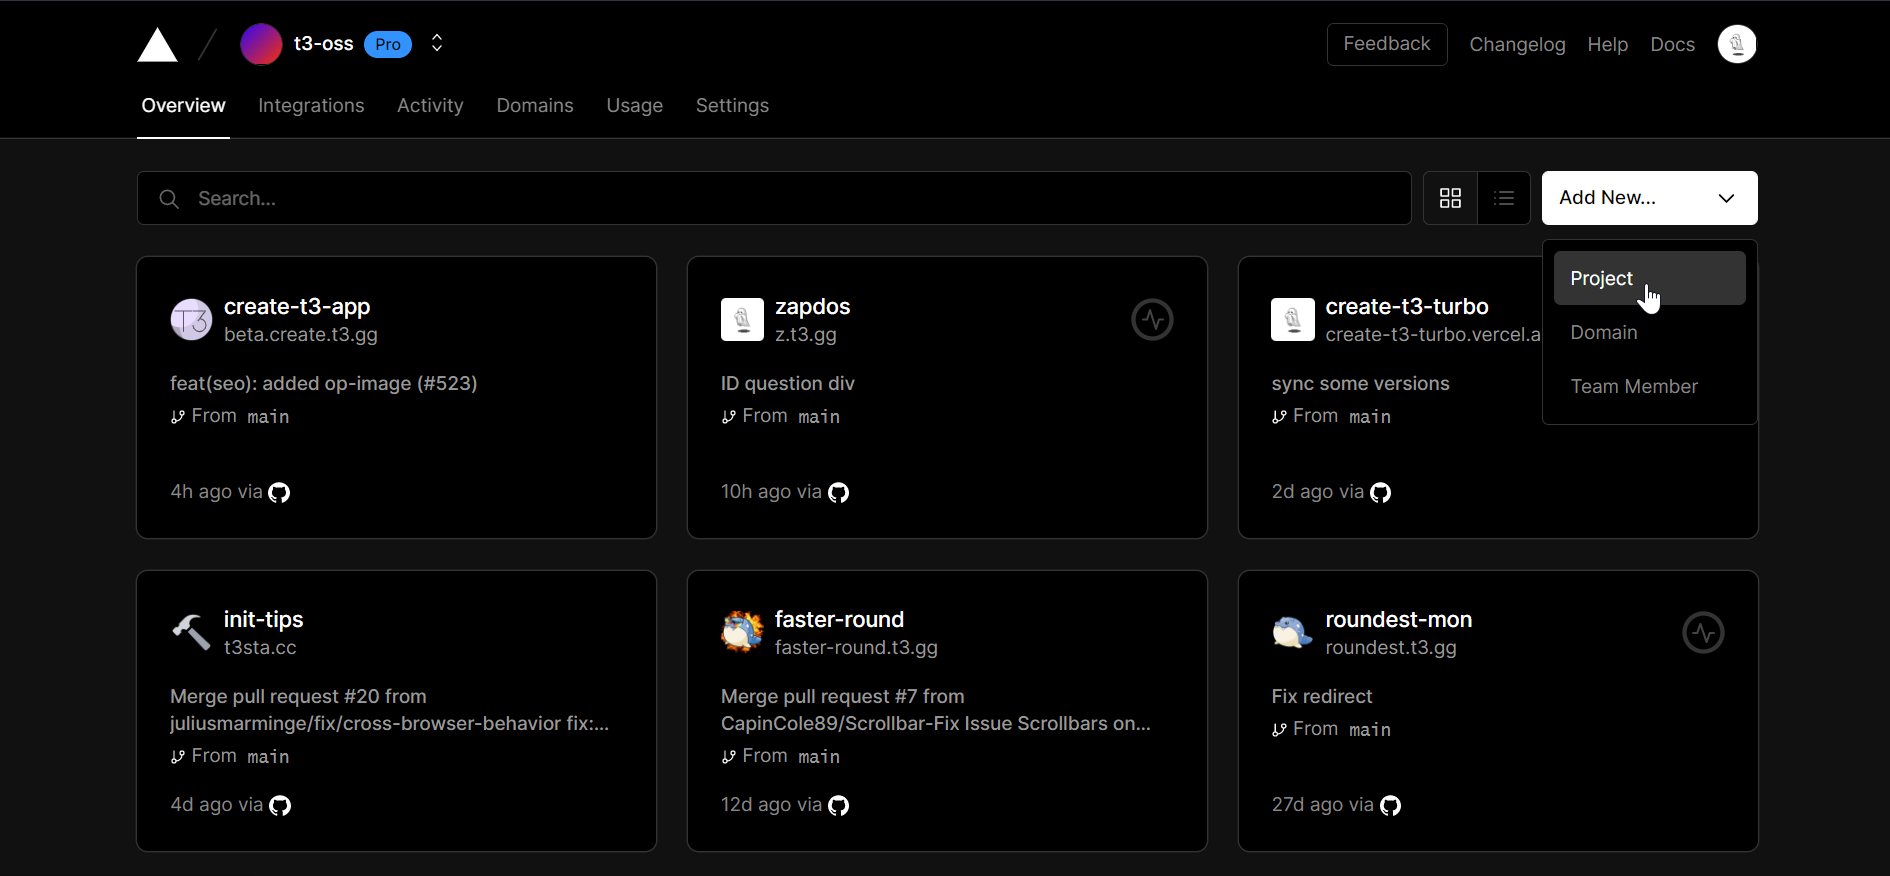 t3-oss Pro
Feedback Changelog Help Docs
Overview Integrations Activity Domains Usage Settings
Search...
Add New...
Project
Domain
Team Member
T3
create-t3-app
beta.create.t3.gg
feat(seo): added op-image (#523)
From main
4h ago via
zapdos
z.t3.gg
ID question div
From main
10h ago via
create-t3-turbo
create-t3-turbo.vercel.a
sync some versions
From main
2d ago via
init-tips
t3sta.cc
Merge pull request #20 from
juliusmarminge/fix/cross-browser-behavior fix:...
From main
4d ago via
faster-round
faster-round.t3.gg
Merge pull request #7 from
CapinCole89/Scrollbar-Fix Issue Scrollbars on...
From main
12d ago via
roundest-mon
roundest.t3.gg
Fix redirect
From main
27d ago via